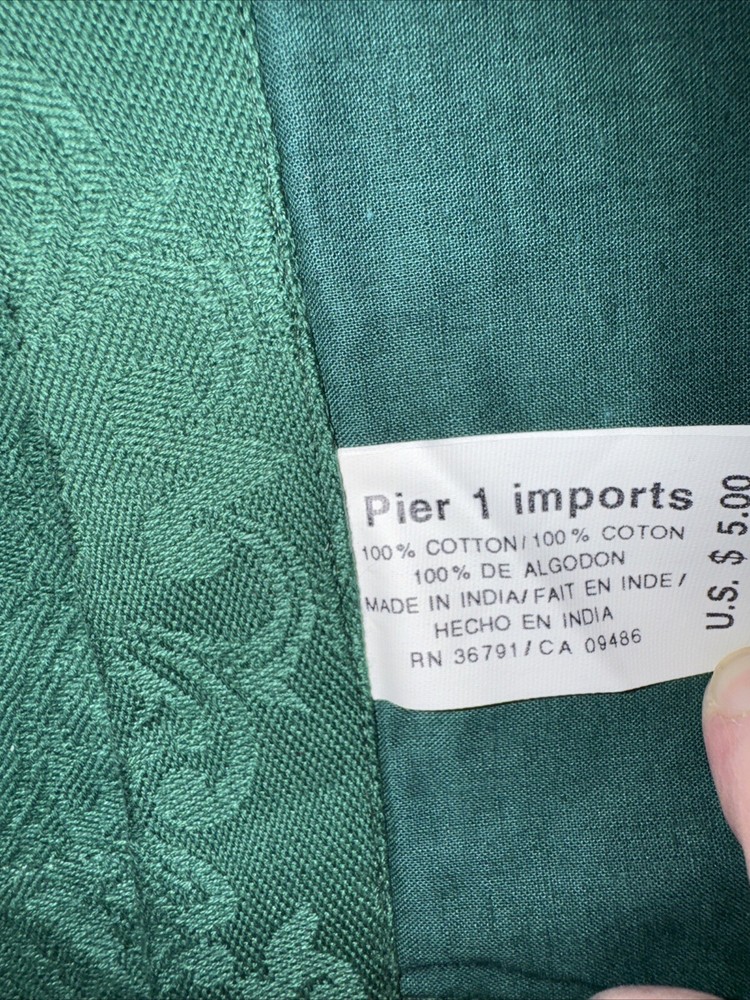 Pier 1 imports
100% COTTON/100% COTON
100% DE ALGODON
MADE IN INDIA/FAIT EN INDE/
HECHO EN INDIA
RN 36791/CA 09486
U.S. $ 5.00